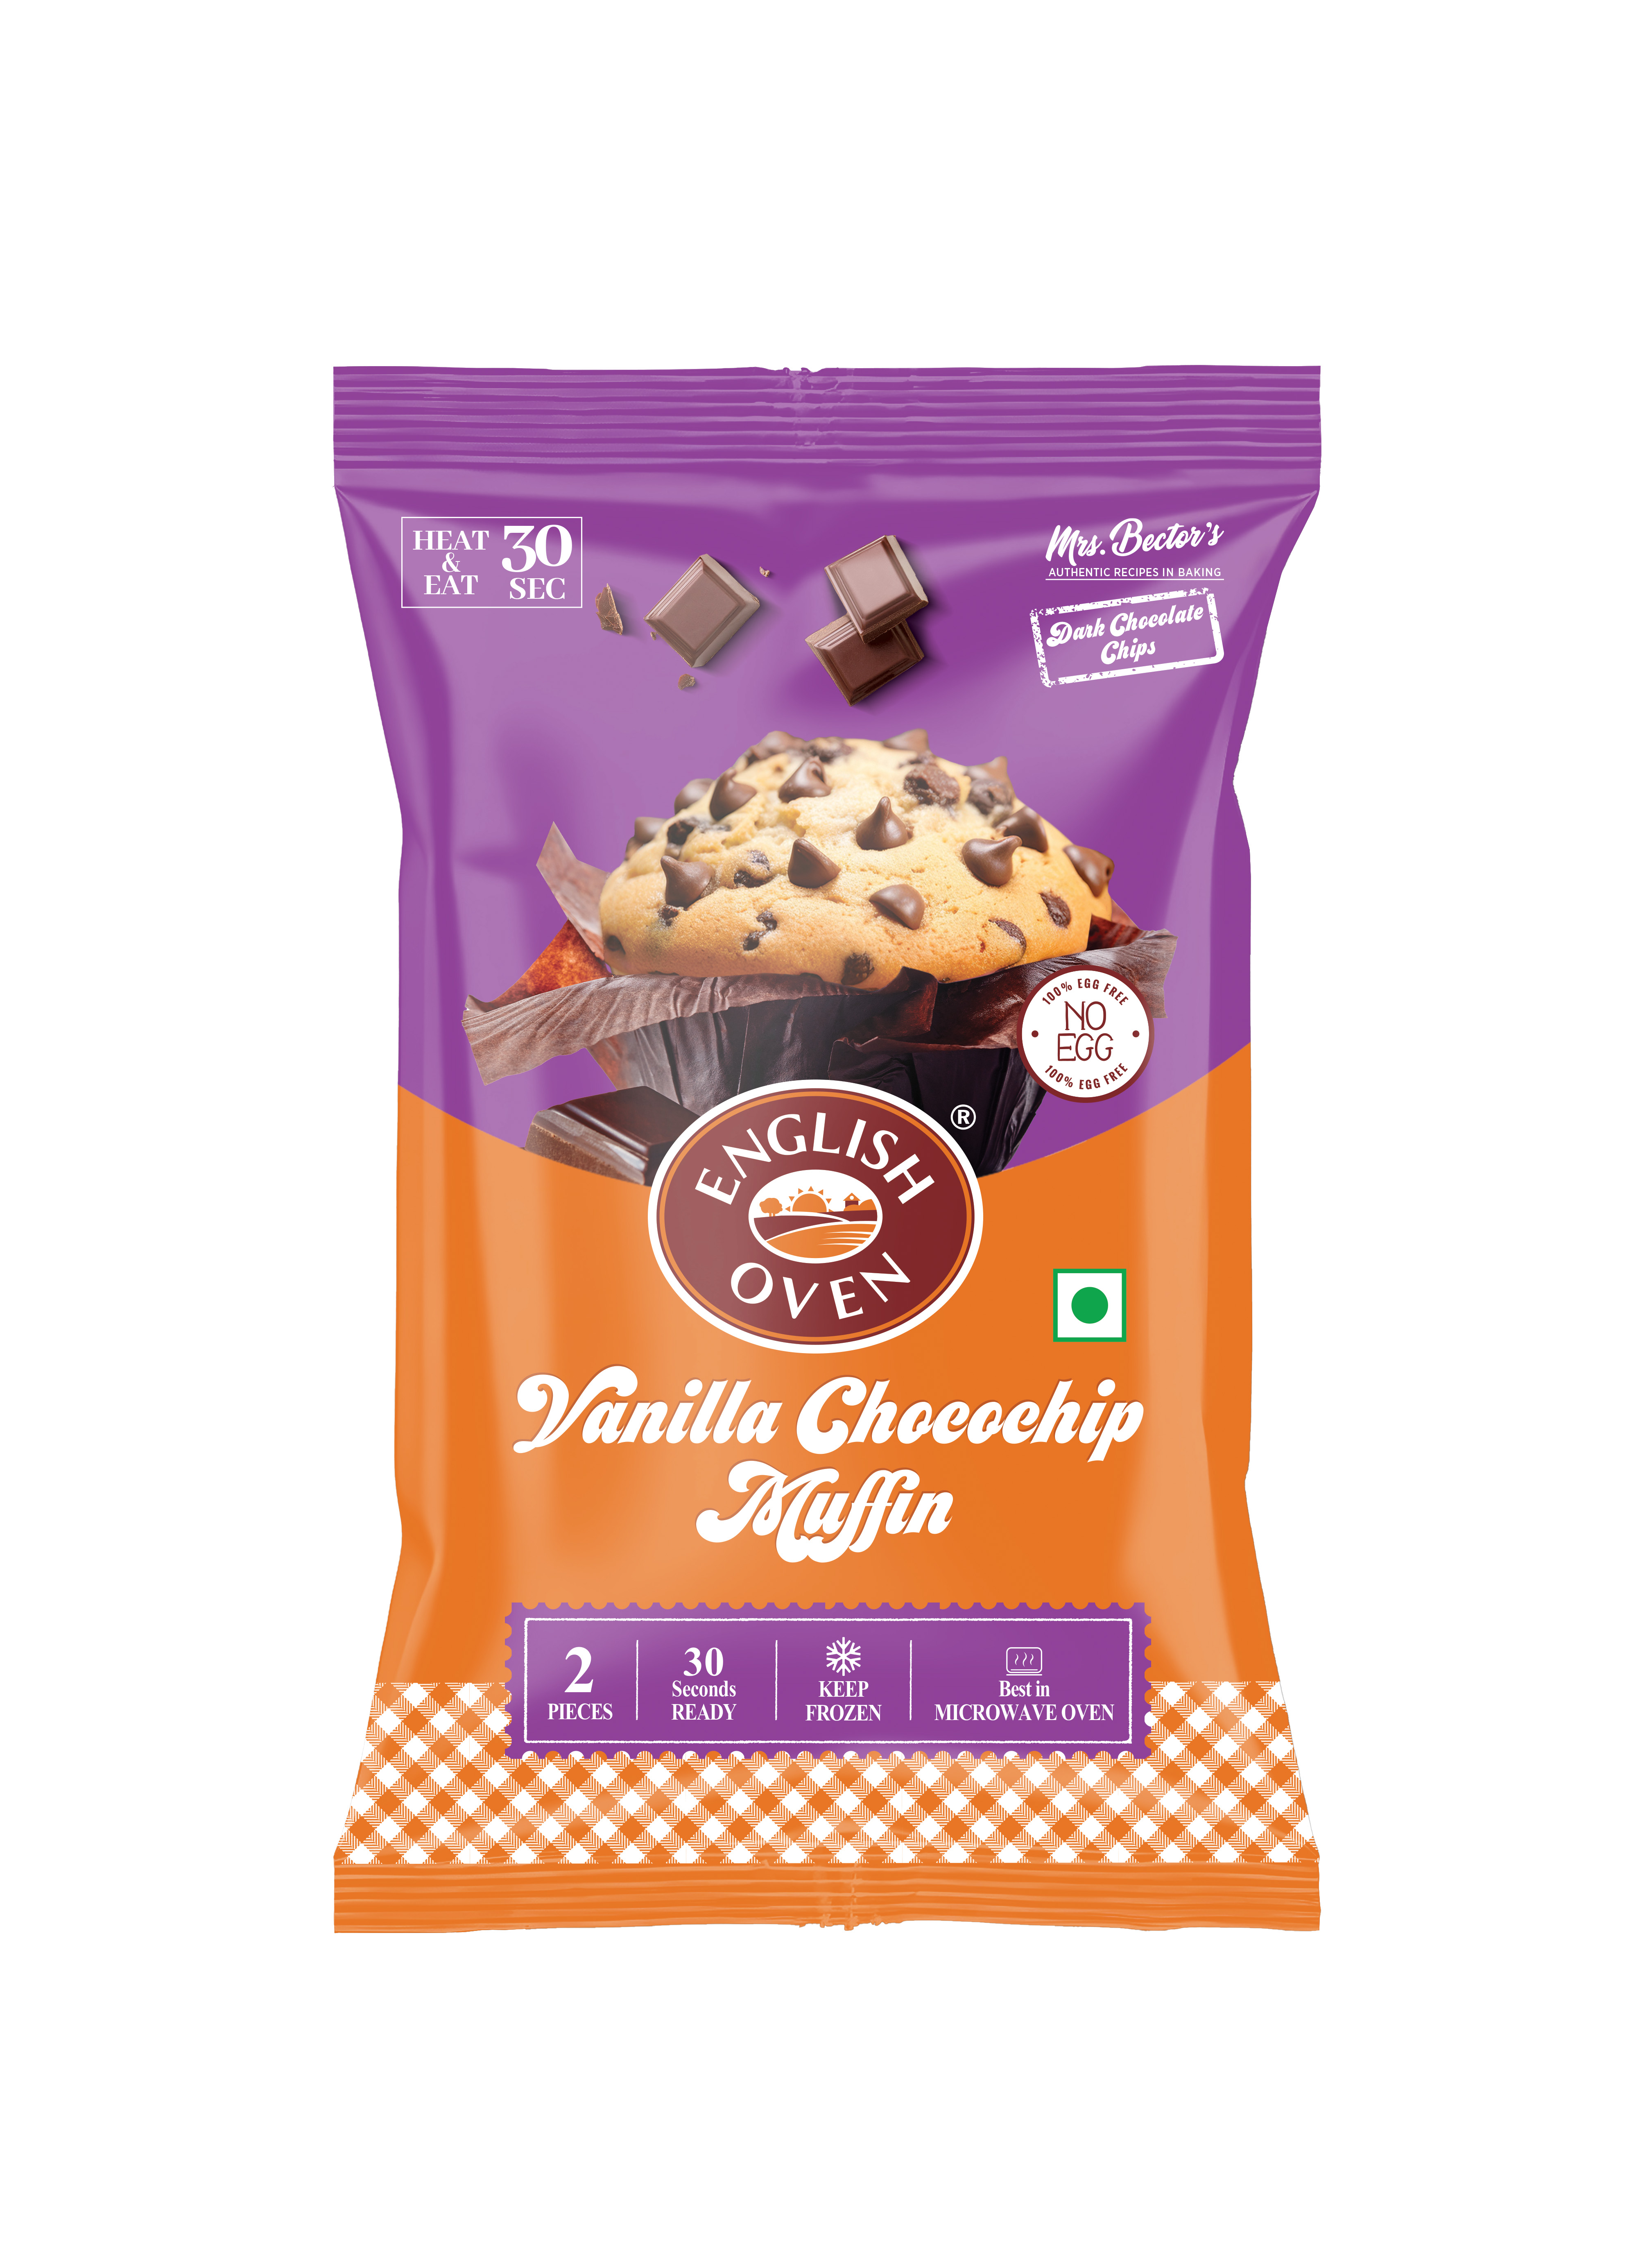 HEAT
&
EAT
30
SEC
Mrs. Bector's
AUTHENTIC RECIPES IN BAKING
Dark Chocolate
Chips
100% EGG FREE
NO
EGG
100% EGG FREE
ENGLISH
OVEN
®
Vanilla Chocochip
Muffin
2
PIECES
30
Seconds
READY
KEEP
FROZEN
Best in
MICROWAVE OVEN